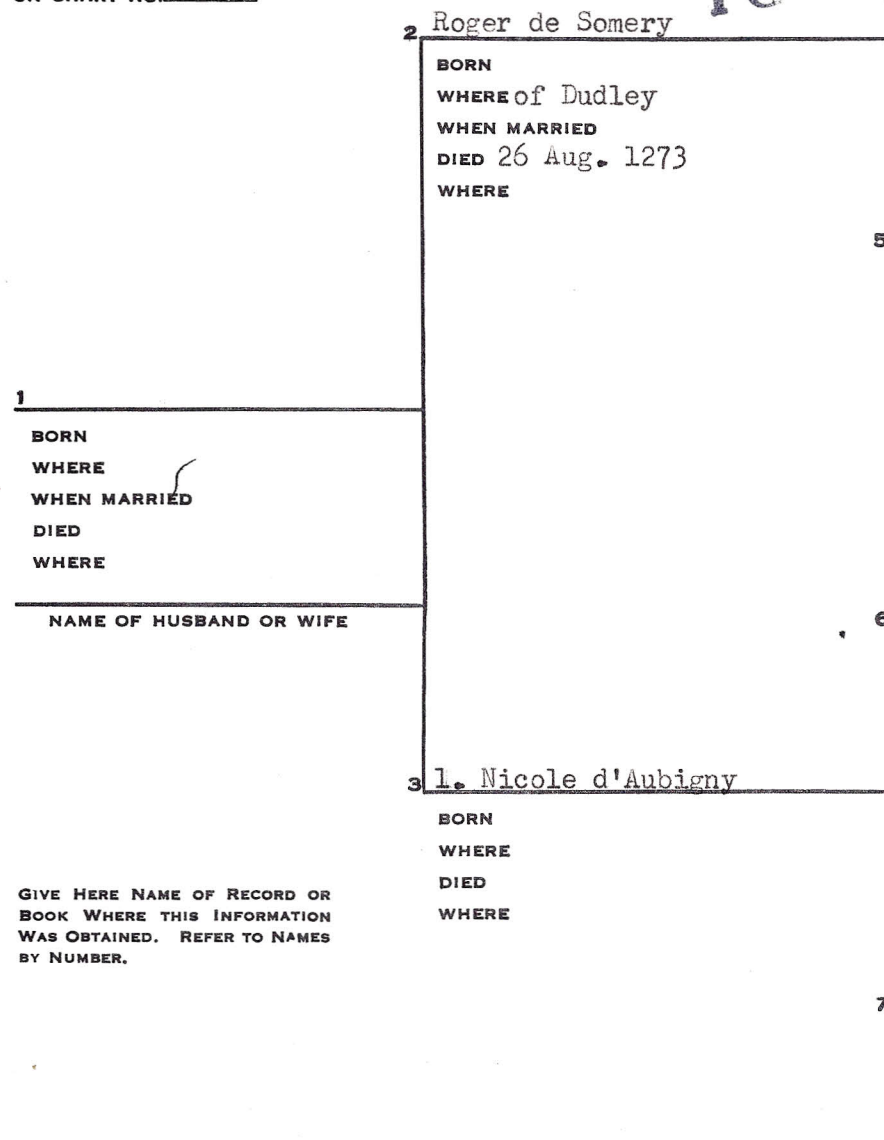 2 Roger de Somery
BORN
WHERE of Dudley
WHEN MARRIED
DIED 26 Aug. 1273
WHERE
5
1
BORN
WHERE
WHEN MARRIED
DIED
WHERE
NAME OF HUSBAND OR WIFE
6
3 1. Nicole d'Aubigny
BORN
WHERE
DIED
WHERE
GIVE HERE NAME OF RECORD OR
BOOK WHERE THIS INFORMATION
WAS OBTAINED. REFER TO NAMES
BY NUMBER.
7